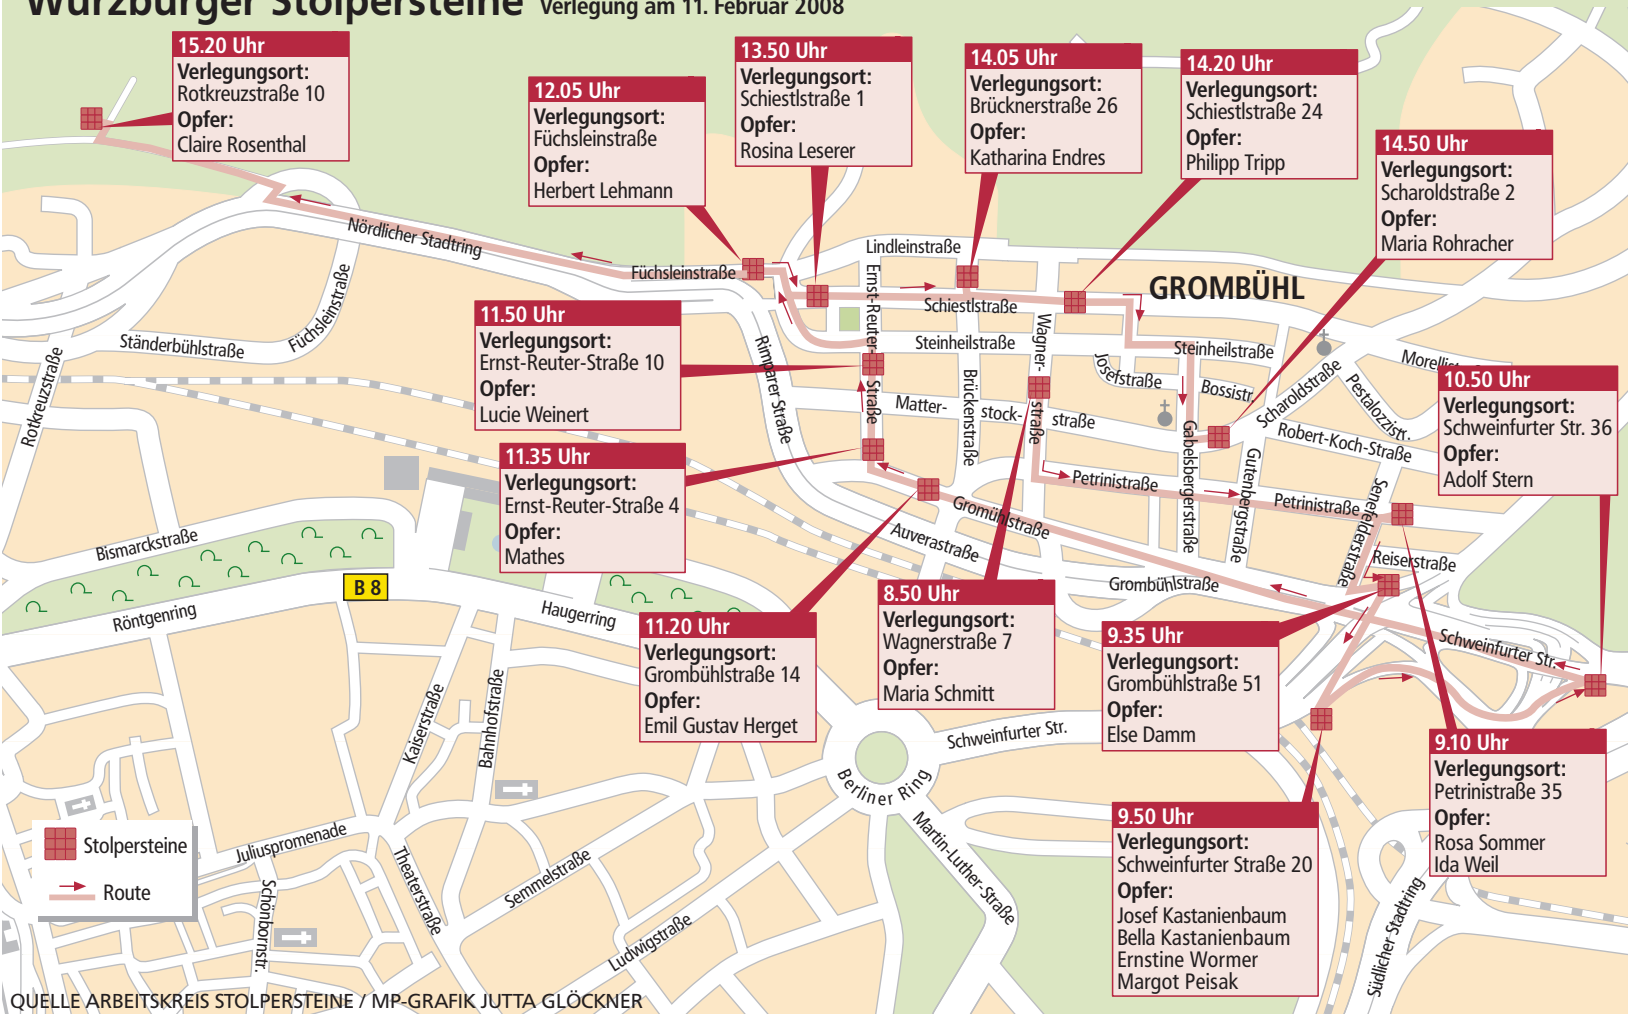 Würzburger Stolpersteine Verlegung am 11. Februar 2008
15.20 Uhr
Verlegungsort:
Rotkreuzstraße 10
Opfer:
Claire Rosenthal
12.05 Uhr
Verlegungsort:
Füchsleinstraße
Opfer:
Herbert Lehmann
13.50 Uhr
Verlegungsort:
Schiestlstraße 1
Opfer:
Rosina Leserer
14.05 Uhr
Verlegungsort:
Brücknerstraße 26
Opfer:
Katharina Endres
14.20 Uhr
Verlegungsort:
Schiestlstraße 24
Opfer:
Philipp Tripp
14.50 Uhr
Verlegungsort:
Scharoldstraße 2
Opfer:
Maria Rohracher
11.50 Uhr
Verlegungsort:
Ernst-Reuter-Straße 10
Opfer:
Lucie Weinert
10.50 Uhr
Verlegungsort:
Schweinfurter Str. 36
Opfer:
Adolf Stern
11.35 Uhr
Verlegungsort:
Ernst-Reuter-Straße 4
Opfer:
Mathes
11.20 Uhr
Verlegungsort:
Grombühlstraße 14
Opfer:
Emil Gustav Herget
8.50 Uhr
Verlegungsort:
Wagnerstraße 7
Opfer:
Maria Schmitt
9.35 Uhr
Verlegungsort:
Grombühlstraße 51
Opfer:
Else Damm
9.10 Uhr
Verlegungsort:
Petrinistraße 35
Opfer:
Rosa Sommer
Ida Weil
9.50 Uhr
Verlegungsort:
Schweinfurter Straße 20
Opfer:
Josef Kastanienbaum
Bella Kastanienbaum
Ernstine Wormer
Margot Peisak
GROMBÜHL
Nördlicher Stadtring
Füchsleinstraße
Füchsleinstraße
Ständerbühlstraße
Rotkreuzstraße
Lindleinstraße
Ernst-Reuter-
Straße
Schiestlstraße
Steinheilstraße
Steinheilstraße
Wagner-
straße
Josefstraße
Bossistr.
Scharoldstraße
Pestalozzistr.
Robert-Koch-Straße
Rimparer Straße
Matter-
stock-
straße
Brückenstraße
Gabelsbergerstraße
Gutenbergstraße
Petrinistraße
Petrinistraße
Senefelderstraße
Reiserstraße
Gromühlstraße
Auverastraße
Grombühlstraße
Schweinfurter Str.
Schweinfurter Str.
Bismarckstraße
Röntgenring
B 8
Haugerring
Kaiserstraße
Bahnhofstraße
Berliner Ring
Martin-Luther-Straße
Juliuspromenade
Theaterstraße
Schönbornstr.
Semmelstraße
Ludwigstraße
Südlicher Stadtring
Stolpersteine
Route
QUELLE ARBEITSKREIS STOLPERSTEINE / MP-GRAFIK JUTTA GLÖCKNER